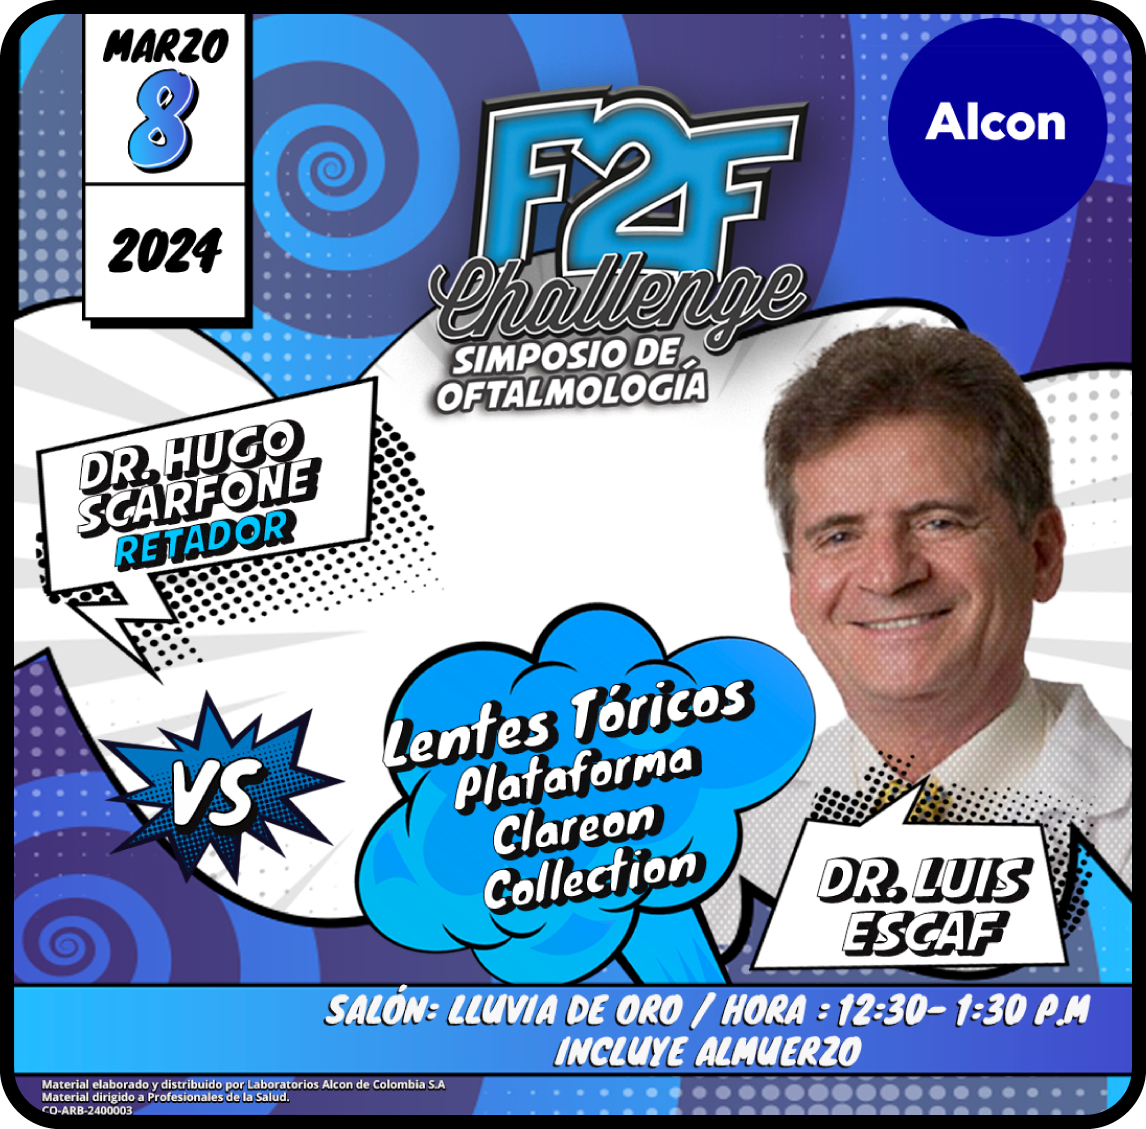 MARZO
8
2024
Alcon
F2F
Challenge
SIMPOSIO DE
OFTALMOLOGÍA
DR. HUGO
SCARFONE
RETADOR
VS
Lentes Tóricos
Plataforma
Clareon
Collection
DR. LUIS
ESCAF
SALÓN: LLUVIA DE ORO / HORA : 12:30- 1:30 P.M
INCLUYE ALMUERZO
Material elaborado y distribuido por Laboratorios Alcon de Colombia S.A
Material dirigido a Profesionales de la Salud.
CO-ARB-2400003